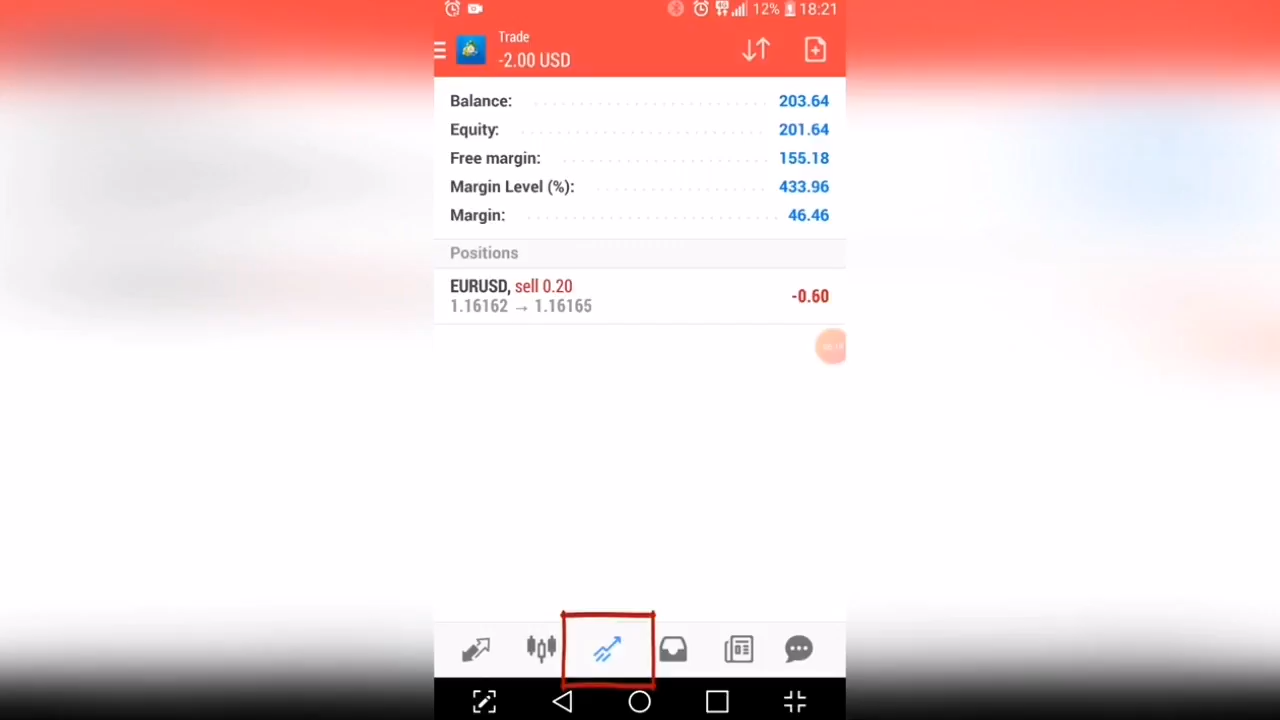 12% 18:21
Trade
-2.00 USD
Balance: 203.64
Equity: 201.64
Free margin: 155.18
Margin Level (%): 433.96
Margin: 46.46
Positions
EURUSD, sell 0.20
1.16162 → 1.16165
-0.60